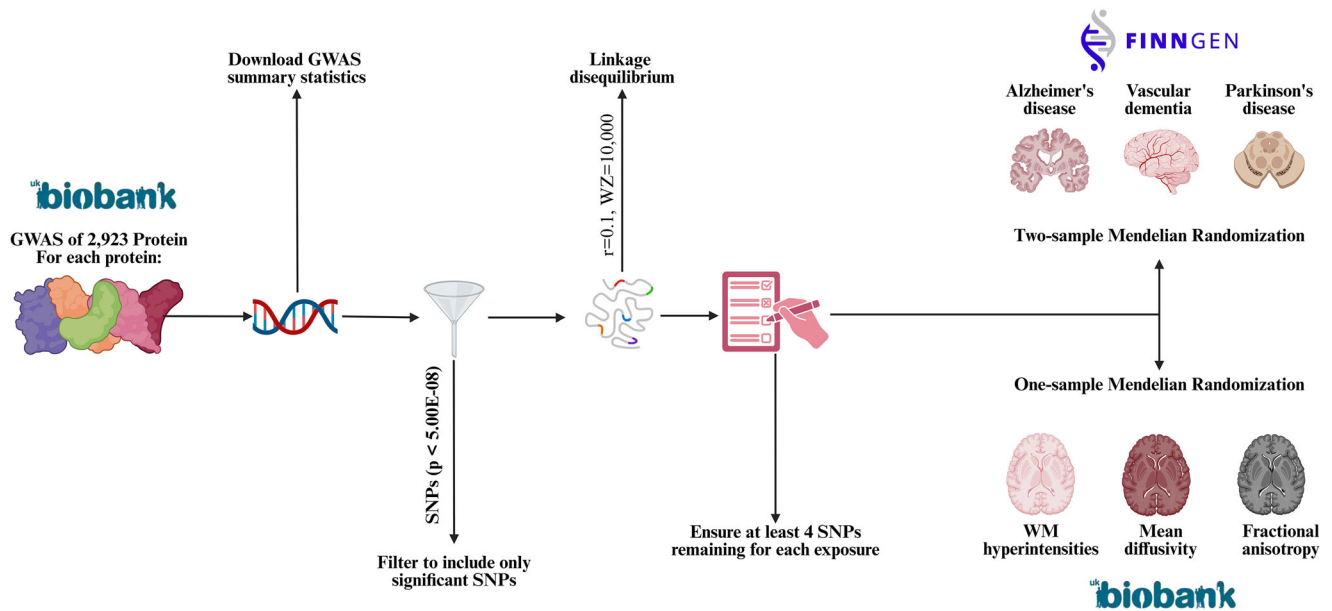 Download GWAS
summary statistics
Linkage
disequilibrium
FINNGEN
Alzheimer's
disease
Vascular
dementia
Parkinson's
disease
uk
biobank
GWAS of 2,923 Protein
For each protein:
r=0.1, WZ=10,000
Two-sample Mendelian Randomization
SNPs (p < 5.00E-08)
One-sample Mendelian Randomization
Filter to include only
significant SNPs
Ensure at least 4 SNPs
remaining for each exposure
WM
hyperintensities
Mean
diffusivity
Fractional
anisotropy
uk
biobank